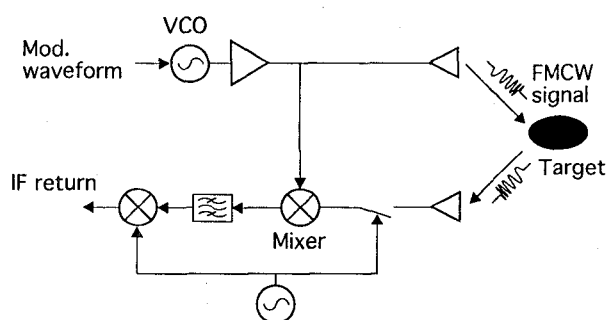 VCO
Mod.
waveform
FMCW
signal
Target
IF return
Mixer